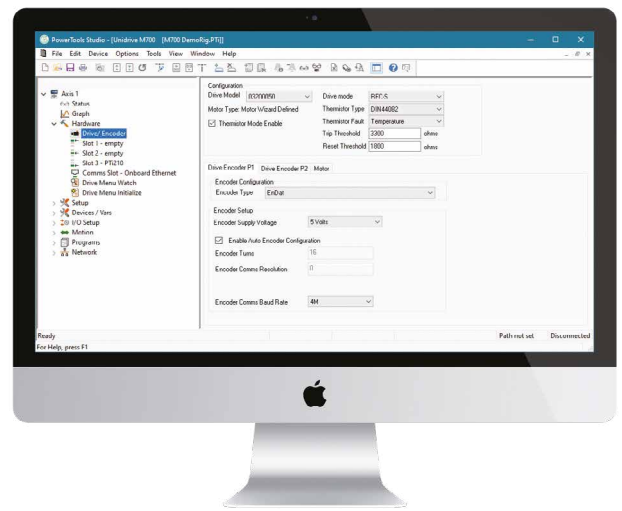 PowerTools Studio - [Unidrive M700 [M700 DemoRig.PTi]]
File Edit Device Options Tools View Window Help
Axis 1
Status
Graph
Hardware
Drive/ Encoder
Slot 1 - empty
Slot 2 - empty
Slot 3 - PTi210
Comms Slot - Onboard Ethernet
Drive Menu Watch
Drive Menu Initialize
Setup
Devices / Vars
I/O Setup
Motion
Programs
Network
Configuration
Drive Model 03200050
Drive mode RFC-S
Motor Type: Motor Wizard Defined
Thermistor Type DIN44082
Thermistor Mode Enable
Thermistor Fault Temperature
Trip Threshold 3300 ohms
Reset Threshold 1800 ohms
Drive Encoder P1 Drive Encoder P2 Motor
Encoder Configuration
Encoder Type EnDat
Encoder Setup
Encoder Supply Voltage 5 Volts
Enable Auto Encoder Configuration
Encoder Turns 16
Encoder Comms Resolution 0
Encoder Comms Baud Rate 4M
Ready Path not set Disconnected
For Help, press F1